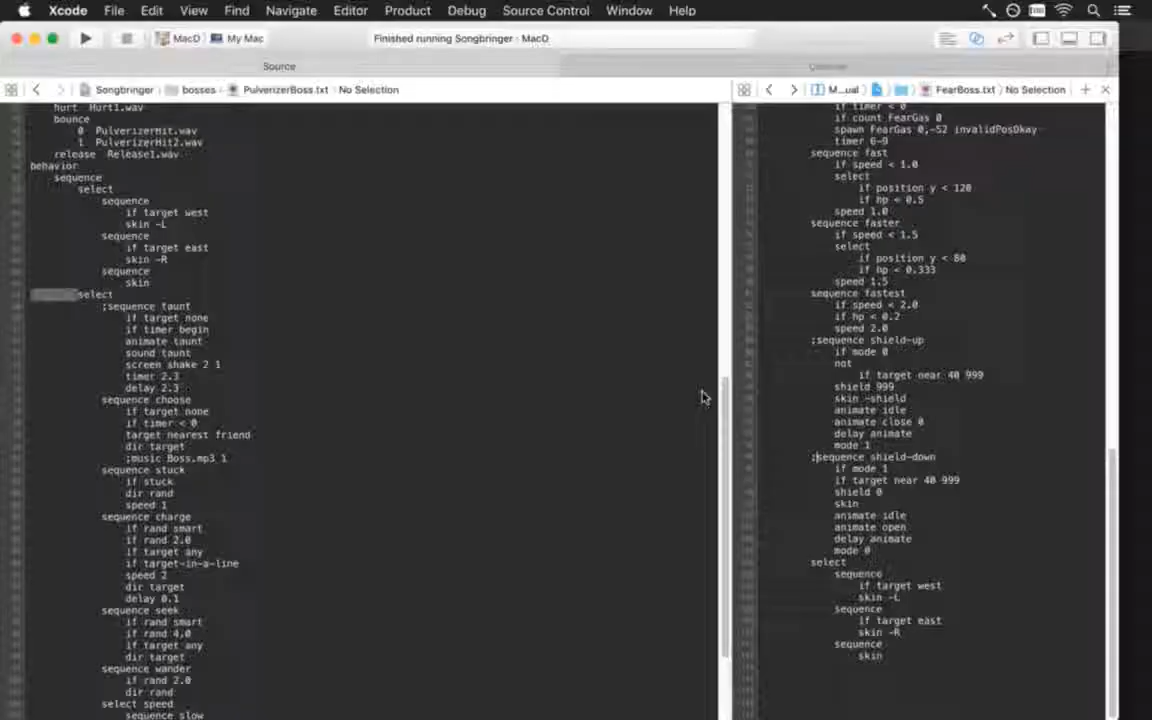 Xcode File Edit View Find Navigate Editor Product Debug Source Control Window Help
MacD My Mac Finished running Songbringer : MacD
Source
Songbringer bosses PulverizerBoss.txt No Selection
hurt Hurt1.wav
bounce
0 PulverizerHit.wav
1 PulverizerHit2.wav
release Release1.wav
behavior
sequence
select
sequence
if target west
skin -L
sequence
if target east
skin -R
sequence
skin
select
;sequence taunt
if target none
if timer begin
animate taunt
sound taunt
screen shake 2 1
timer 2.3
delay 2.3
sequence choose
if target none
if timer < 0
target nearest friend
dir target
;music Boss.mp3 1
sequence stuck
if stuck
dir rand
speed 1
sequence charge
if rand smart
if rand 2.0
if target any
if target-in-a-line
speed 2
dir target
delay 0.1
sequence seek
if rand smart
if rand 4.0
if target any
dir target
sequence wander
if rand 2.0
dir rand
select speed
sequence slow
M...ual FearBoss.txt No Selection
if timer < 0
if count FearGas 0
spawn FearGas 0,-52 invalidPosOkay
timer 6-9
sequence fast
if speed < 1.0
select
if position y < 120
if hp < 0.5
speed 1.0
sequence faster
if speed < 1.5
select
if position y < 80
if hp < 0.333
speed 1.5
sequence fastest
if speed < 2.0
if hp < 0.2
speed 2.0
;sequence shield-up
if mode 0
not
if target near 40 999
shield 999
skin -shield
animate idle
animate close 0
delay animate
mode 1
;sequence shield-down
if mode 1
if target near 40 999
shield 0
skin
animate idle
animate open
delay animate
mode 0
select
sequence
if target west
skin -L
sequence
if target east
skin -R
sequence
skin